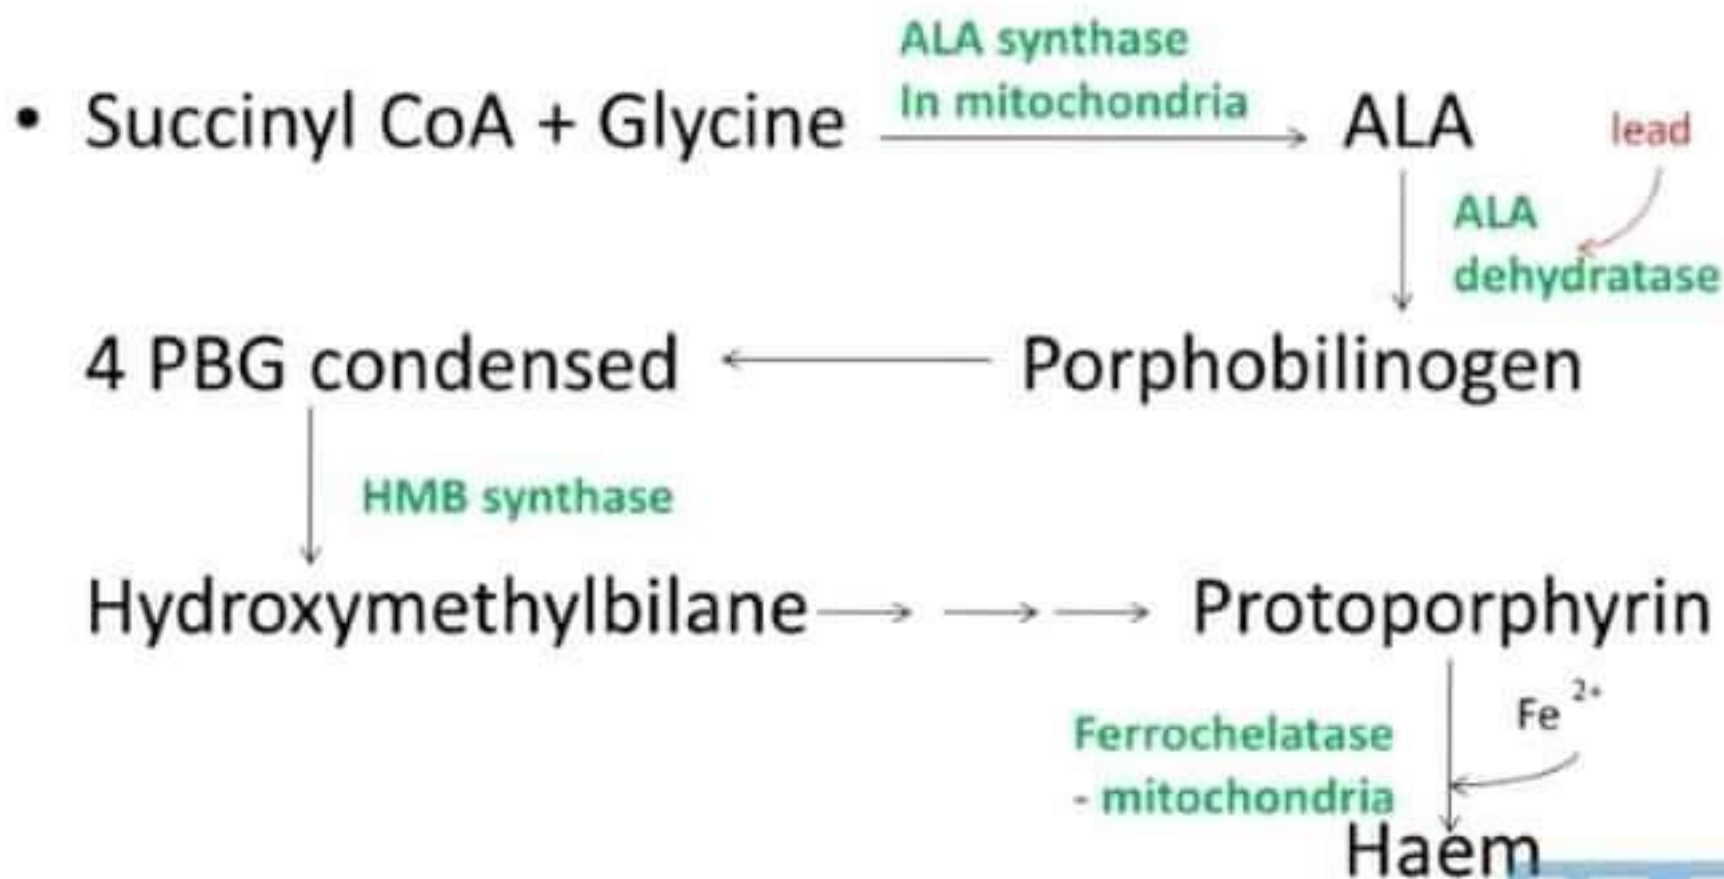 ALA synthase
In mitochondria
• Succinyl CoA + Glycine
ALA
lead
ALA
dehydratase
4 PBG condensed
Porphobilinogen
HMB synthase
Hydroxymethylbilane
Protoporphyrin
Fe 2+
Ferrochelatase
- mitochondria
Haem